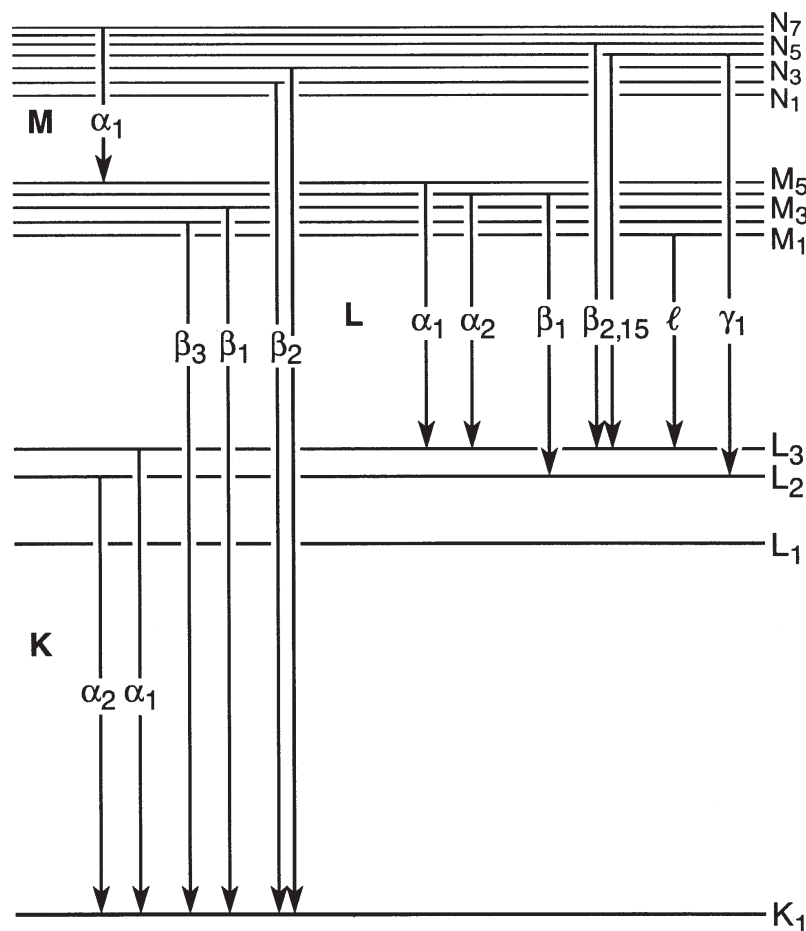 N₇
N₅
N₃
N₁
M α₁
M₅
M₃
M₁
L α₁ α₂ β₁ β₂,₁₅ ℓ γ₁
β₃ β₁ β₂
L₃
L₂
L₁
K
α₂ α₁
K₁